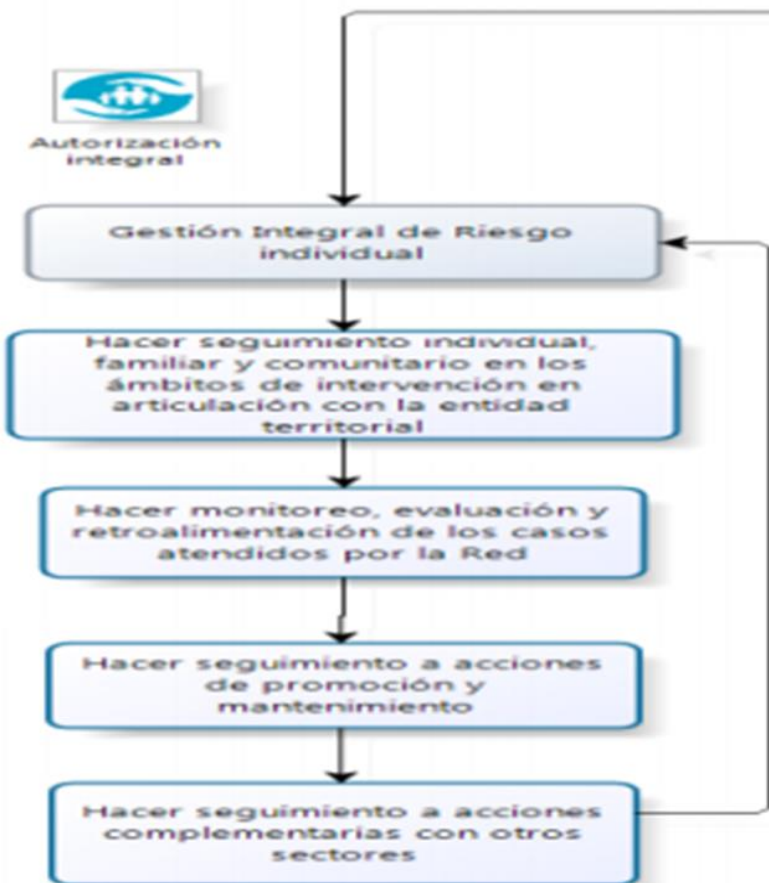 Autorización
integral
Gestión Integral de Riesgo
individual
Hacer seguimiento individual,
familiar y comunitario en los
ámbitos de intervención en
articulación con la entidad
territorial
Hacer monitoreo, evaluación y
retroalimentación de los casos
atendidos por la Red
Hacer seguimiento a acciones
de promoción y
mantenimiento
Hacer seguimiento a acciones
complementarias con otros
sectores